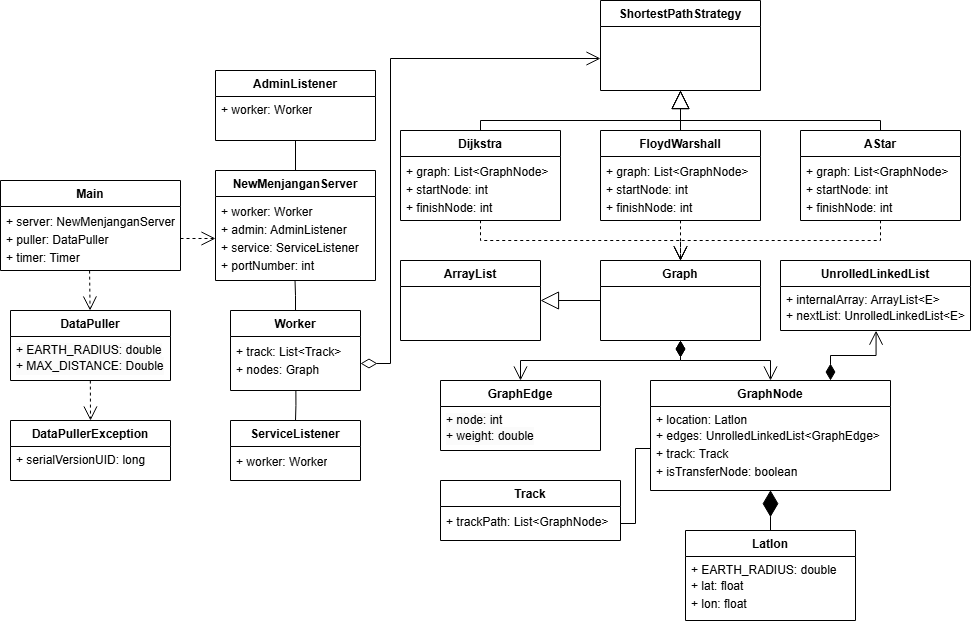 ShortestPathStrategy
AdminListener
+ worker: Worker
Dijkstra
+ graph: List<GraphNode>
+ startNode: int
+ finishNode: int
FloydWarshall
+ graph: List<GraphNode>
+ startNode: int
+ finishNode: int
AStar
+ graph: List<GraphNode>
+ startNode: int
+ finishNode: int
Main
+ server: NewMenjanganServer
+ puller: DataPuller
+ timer: Timer
NewMenjanganServer
+ worker: Worker
+ admin: AdminListener
+ service: ServiceListener
+ portNumber: int
ArrayList
Graph
UnrolledLinkedList
+ internalArray: ArrayList<E>
+ nextList: UnrolledLinkedList<E>
DataPuller
+ EARTH_RADIUS: double
+ MAX_DISTANCE: Double
Worker
+ track: List<Track>
+ nodes: Graph
GraphEdge
+ node: int
+ weight: double
GraphNode
+ location: Latlon
+ edges: UnrolledLinkedList<GraphEdge>
+ track: Track
+ isTransferNode: boolean
DataPullerException
+ serialVersionUID: long
ServiceListener
+ worker: Worker
Track
+ trackPath: List<GraphNode>
Latlon
+ EARTH_RADIUS: double
+ lat: float
+ lon: float